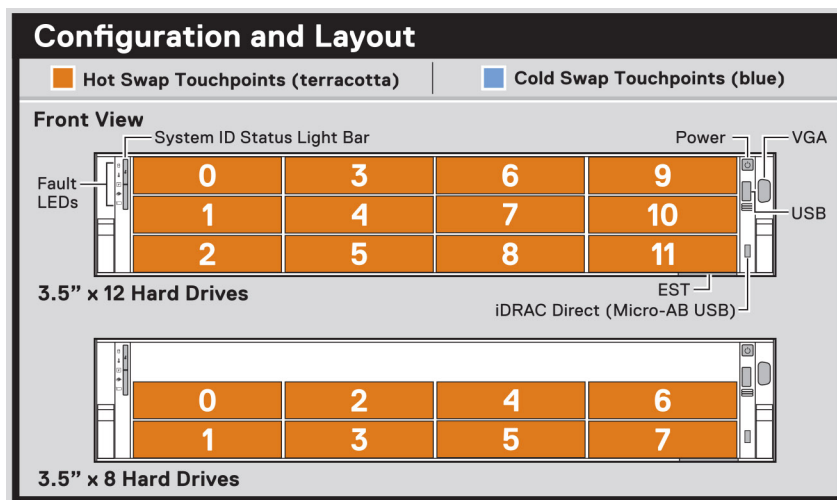 Configuration and Layout
Hot Swap Touchpoints (terracotta)
Cold Swap Touchpoints (blue)
Front View
System ID Status Light Bar
Power
VGA
Fault
LEDs
0 3 6 9
1 4 7 10
2 5 8 11
USB
EST
3.5” x 12 Hard Drives
iDRAC Direct (Micro-AB USB)
0 2 4 6
1 3 5 7
3.5” x 8 Hard Drives